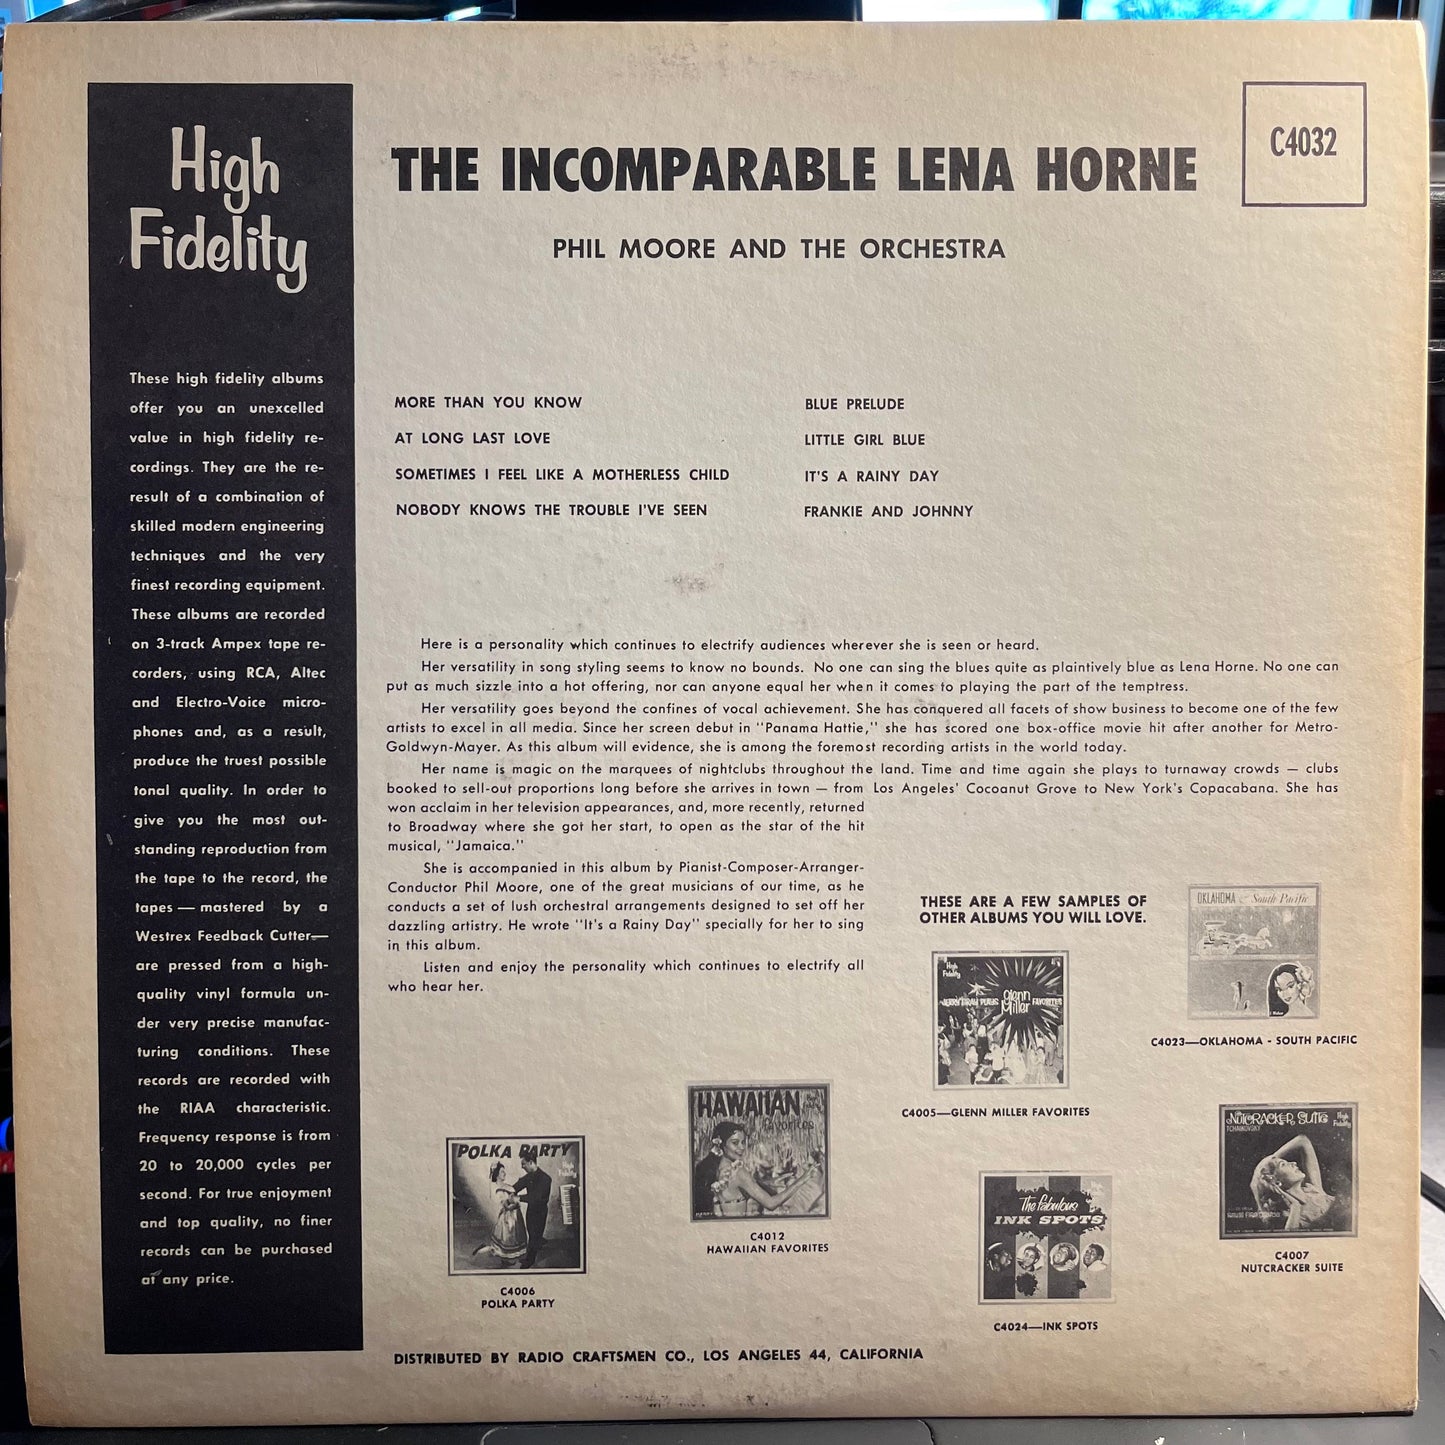 High
Fidelity
These high fidelity albums
offer you an unexcelled
value in high fidelity re-
cordings. They are the re-
result of a combination of
skilled modern engineering
techniques and the very
finest recording equipment.
These albums are recorded
on 3-track Ampex tape re-
corders, using RCA, Altec
and Electro-Voice micro-
phones and, as a result,
produce the truest possible
tonal quality. In order to
give you the most out-
standing reproduction from
the tape to the record, the
tapes — mastered by a
Westrex Feedback Cutter—
are pressed from a high-
quality vinyl formula un-
der very precise manufac-
turing conditions. These
records are recorded with
the RIAA characteristic.
Frequency response is from
20 to 20,000 cycles per
second. For true enjoyment
and top quality, no finer
records can be purchased
at any price.
THE INCOMPARABLE LENA HORNE
C4032
PHIL MOORE AND THE ORCHESTRA
MORE THAN YOU KNOW
AT LONG LAST LOVE
SOMETIMES I FEEL LIKE A MOTHERLESS CHILD
NOBODY KNOWS THE TROUBLE I'VE SEEN
BLUE PRELUDE
LITTLE GIRL BLUE
IT'S A RAINY DAY
FRANKIE AND JOHNNY
Here is a personality which continues to electrify audiences wherever she is seen or heard.
Her versatility in song styling seems to know no bounds. No one can sing the blues quite as plaintively blue as Lena Horne. No one can
put as much sizzle into a hot offering, nor can anyone equal her when it comes to playing the part of the temptress.
Her versatility goes beyond the confines of vocal achievement. She has conquered all facets of show business to become one of the few
artists to excel in all media. Since her screen debut in "Panama Hattie," she has scored one box-office movie hit after another for Metro-
Goldwyn-Mayer. As this album will evidence, she is among the foremost recording artists in the world today.
Her name is magic on the marquees of nightclubs throughout the land. Time and time again she plays to turnaway crowds — clubs
booked to sell-out proportions long before she arrives in town — from Los Angeles' Cocoanut Grove to New York's Copacabana. She has
won acclaim in her television appearances, and, more recently, returned
to Broadway where she got her start, to open as the star of the hit
musical, "Jamaica."
She is accompanied in this album by Pianist-Composer-Arranger-
Conductor Phil Moore, one of the great musicians of our time, as he
conducts a set of lush orchestral arrangements designed to set off her
dazzling artistry. He wrote "It's a Rainy Day" specially for her to sing
in this album.
Listen and enjoy the personality which continues to electrify all
who hear her.
THESE ARE A FEW SAMPLES OF
OTHER ALBUMS YOU WILL LOVE.
OKLAHOMA South Pacific
C4023—OKLAHOMA - SOUTH PACIFIC
High
Fidelity
JERRY GRAY PLAYS Glenn Miller FAVORITES
C4005—GLENN MILLER FAVORITES
HAWAIIAN
favorites
C4012
HAWAIIAN FAVORITES
POLKA PARTY
C4006
POLKA PARTY
The fabulous
INK SPOTS
C4024—INK SPOTS
NUTCRACKER SUITE
TCHAIKOVSKY
High
Fidelity
C4007
NUTCRACKER SUITE
DISTRIBUTED BY RADIO CRAFTSMEN CO., LOS ANGELES 44, CALIFORNIA